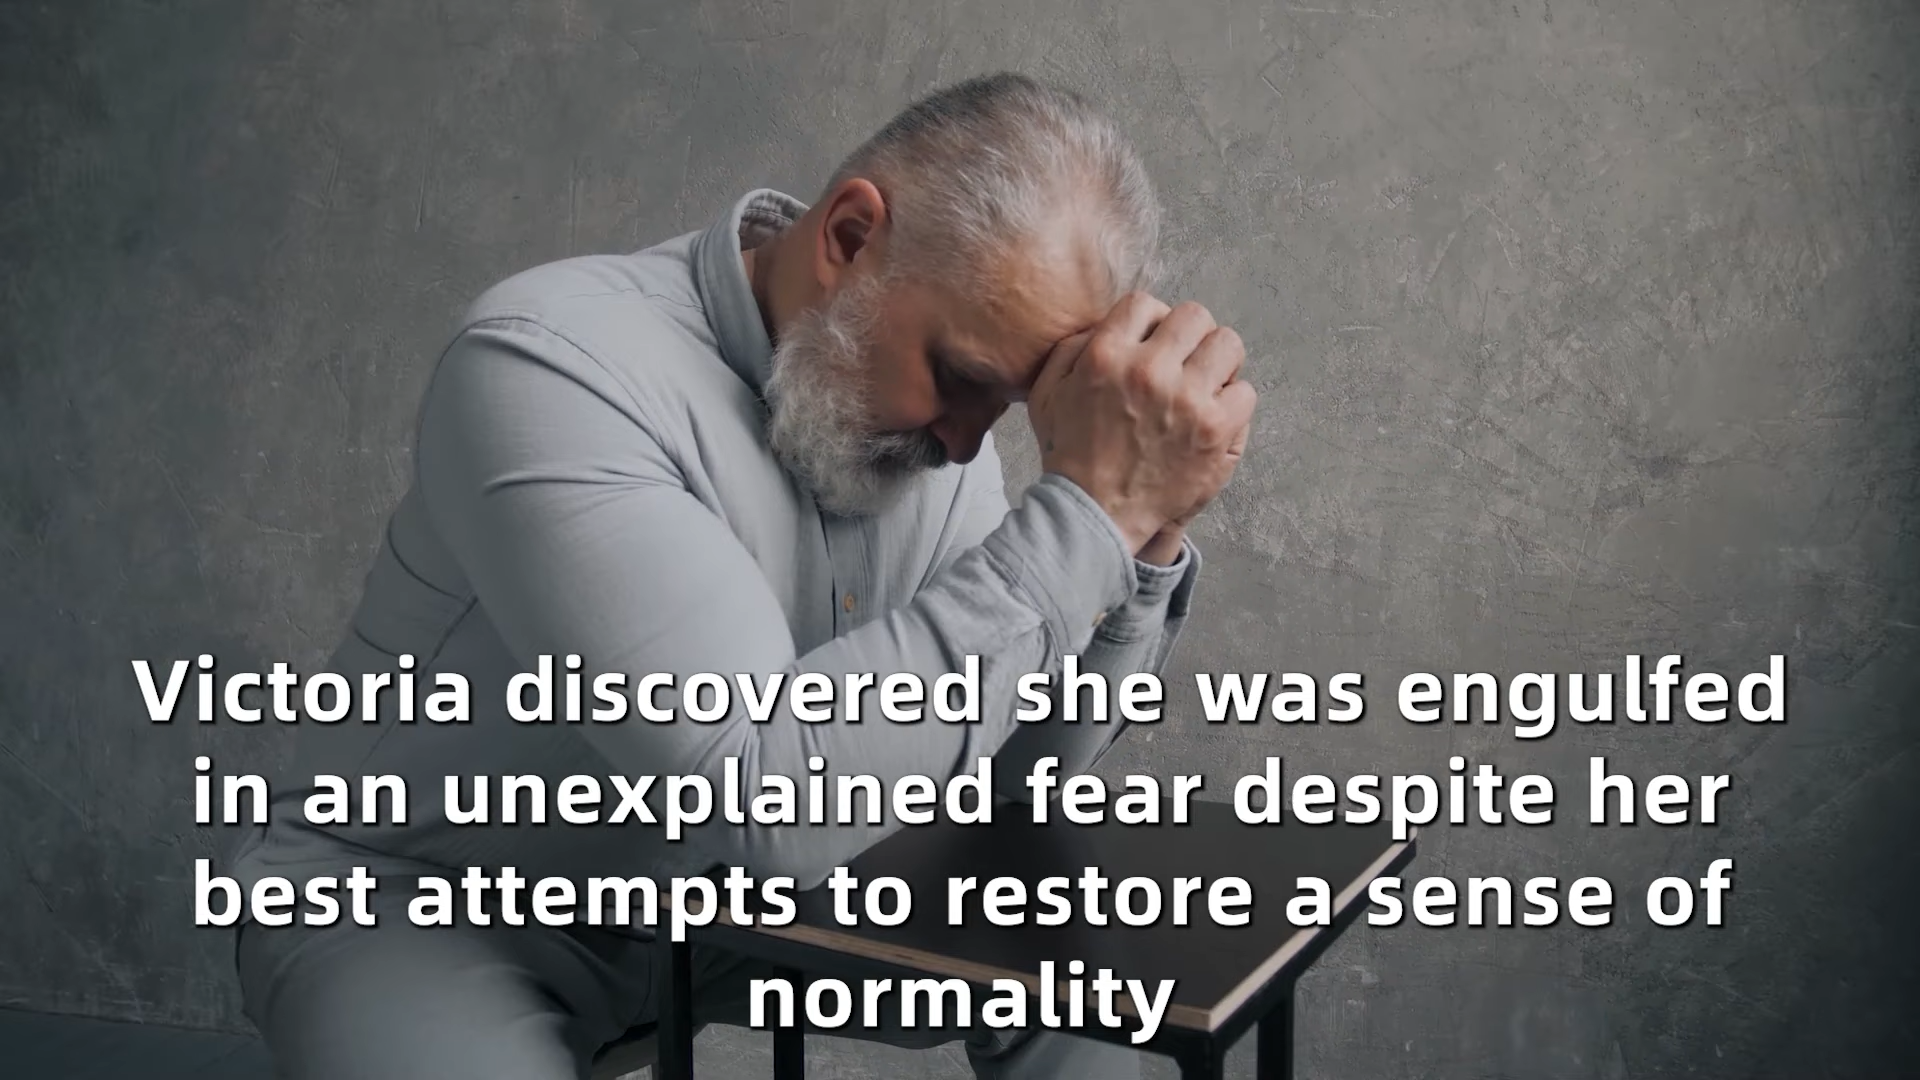 Victoria discovered she was engulfed
in an unexplained fear despite her
best attempts to restore a sense of
normality